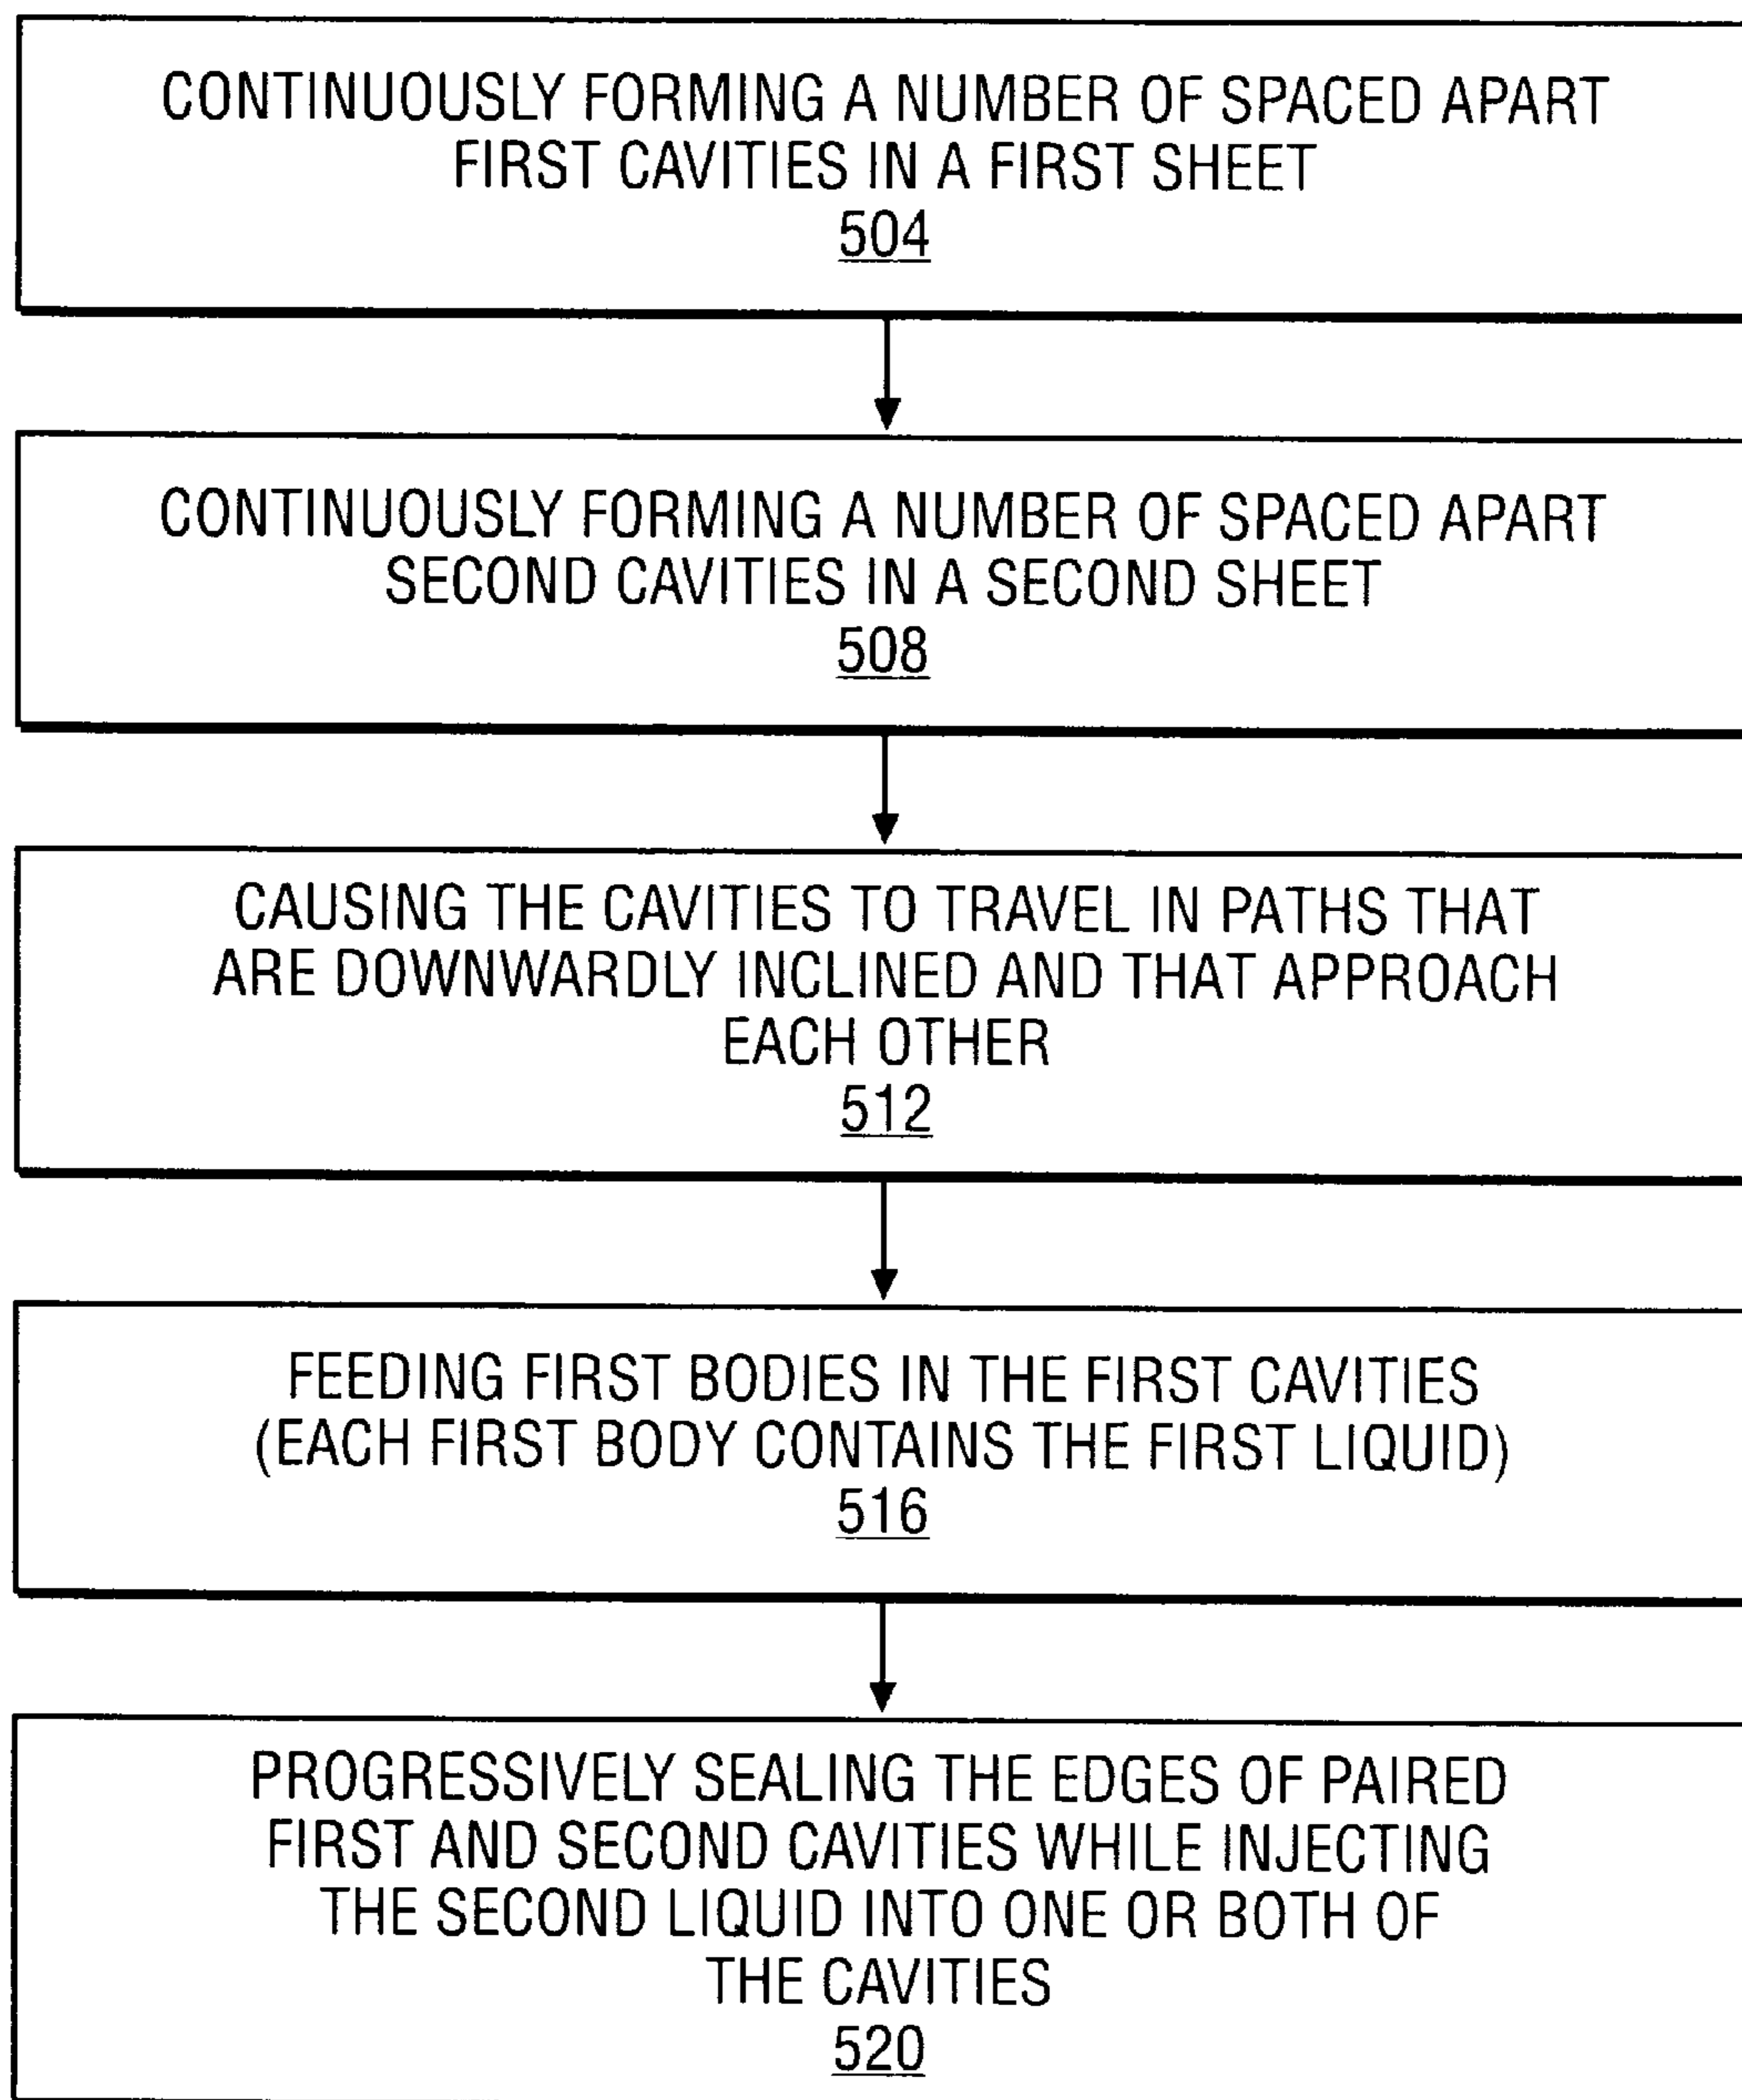 CONTINUOUSLY FORMING A NUMBER OF SPACED APART
FIRST CAVITIES IN A FIRST SHEET
504
CONTINUOUSLY FORMING A NUMBER OF SPACED APART
SECOND CAVITIES IN A SECOND SHEET
508
CAUSING THE CAVITIES TO TRAVEL IN PATHS THAT
ARE DOWNWARDLY INCLINED AND THAT APPROACH
EACH OTHER
512
FEEDING FIRST BODIES IN THE FIRST CAVITIES
(EACH FIRST BODY CONTAINS THE FIRST LIQUID)
516
PROGRESSIVELY SEALING THE EDGES OF PAIRED
FIRST AND SECOND CAVITIES WHILE INJECTING
THE SECOND LIQUID INTO ONE OR BOTH OF
THE CAVITIES
520